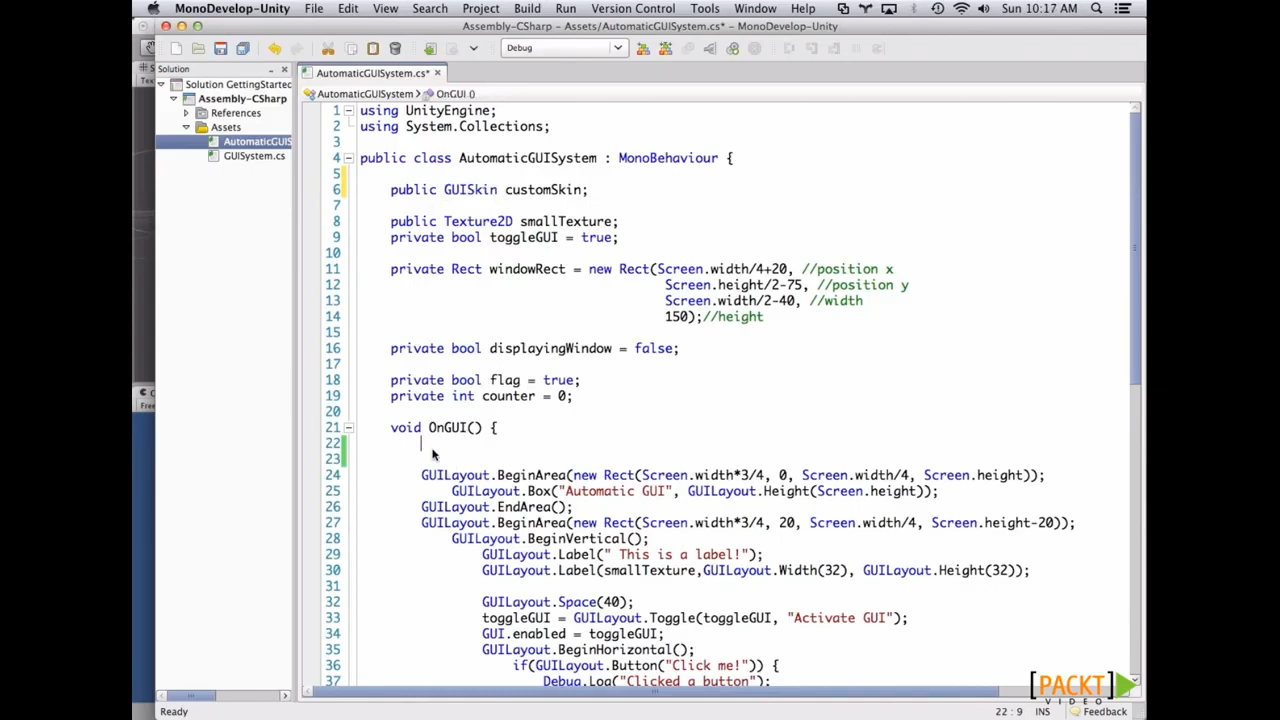 MonoDevelop-Unity File Edit View Search Project Build Run Version Control Tools Window Help Sun 10:17 AM
Assembly-CSharp - Assets/AutomaticGUISystem.cs* - MonoDevelop-Unity
Debug
Solution
AutomaticGUISystem.cs*
Solution GettingStarted
AutomaticGUISystem OnGUI ()
Assembly-CSharp
References
Assets
AutomaticGUIS
GUISystem.cs
1 using UnityEngine;
2 using System.Collections;
3
4 public class AutomaticGUISystem : MonoBehaviour {
5
6 public GUISkin customSkin;
7
8 public Texture2D smallTexture;
9 private bool toggleGUI = true;
10
11 private Rect windowRect = new Rect(Screen.width/4+20, //position x
12 Screen.height/2-75, //position y
13 Screen.width/2-40, //width
14 150);//height
15
16 private bool displayingWindow = false;
17
18 private bool flag = true;
19 private int counter = 0;
20
21 void OnGUI() {
22
23
24 GUILayout.BeginArea(new Rect(Screen.width*3/4, 0, Screen.width/4, Screen.height));
25 GUILayout.Box("Automatic GUI", GUILayout.Height(Screen.height));
26 GUILayout.EndArea();
27 GUILayout.BeginArea(new Rect(Screen.width*3/4, 20, Screen.width/4, Screen.height-20));
28 GUILayout.BeginVertical();
29 GUILayout.Label(" This is a label!");
30 GUILayout.Label(smallTexture,GUILayout.Width(32), GUILayout.Height(32));
31
32 GUILayout.Space(40);
33 toggleGUI = GUILayout.Toggle(toggleGUI, "Activate GUI");
34 GUI.enabled = toggleGUI;
35 GUILayout.BeginHorizontal();
36 if(GUILayout.Button("Click me!")) {
37 Debug.Log("Clicked a button");
Tex
Free
[PACKT]
VIDEO
Ready 22 : 9 INS Feedback